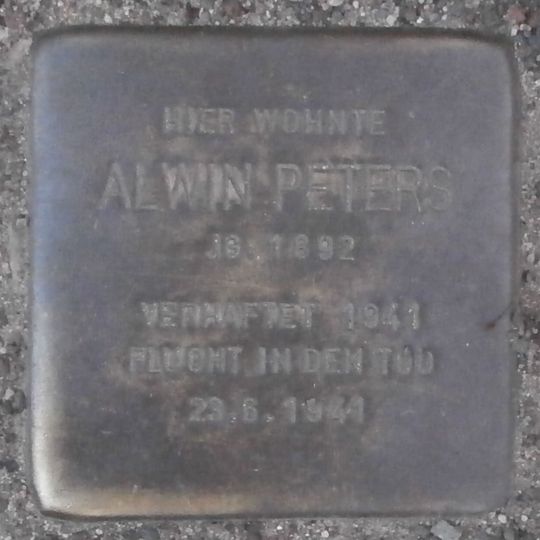 HIER WOHNTE
ALWIN PETERS
JG. 1892
VERHAFTET 1941
FLUCHT IN DEN TOD
23.6.1941